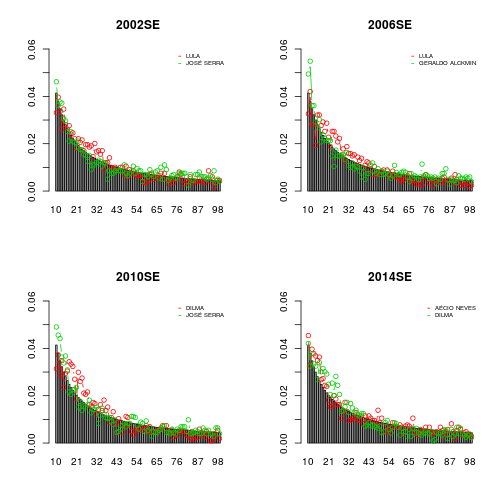 2002SE
LULA
JOSÉ SERRA
0.00 0.02 0.04 0.06
10 21 32 43 54 65 76 87 98
2006SE
LULA
GERALDO ALCKMIN
0.00 0.02 0.04 0.06
10 21 32 43 54 65 76 87 98
2010SE
DILMA
JOSÉ SERRA
0.00 0.02 0.04 0.06
10 21 32 43 54 65 76 87 98
2014SE
AÉCIO NEVES
DILMA
0.00 0.02 0.04 0.06
10 21 32 43 54 65 76 87 98